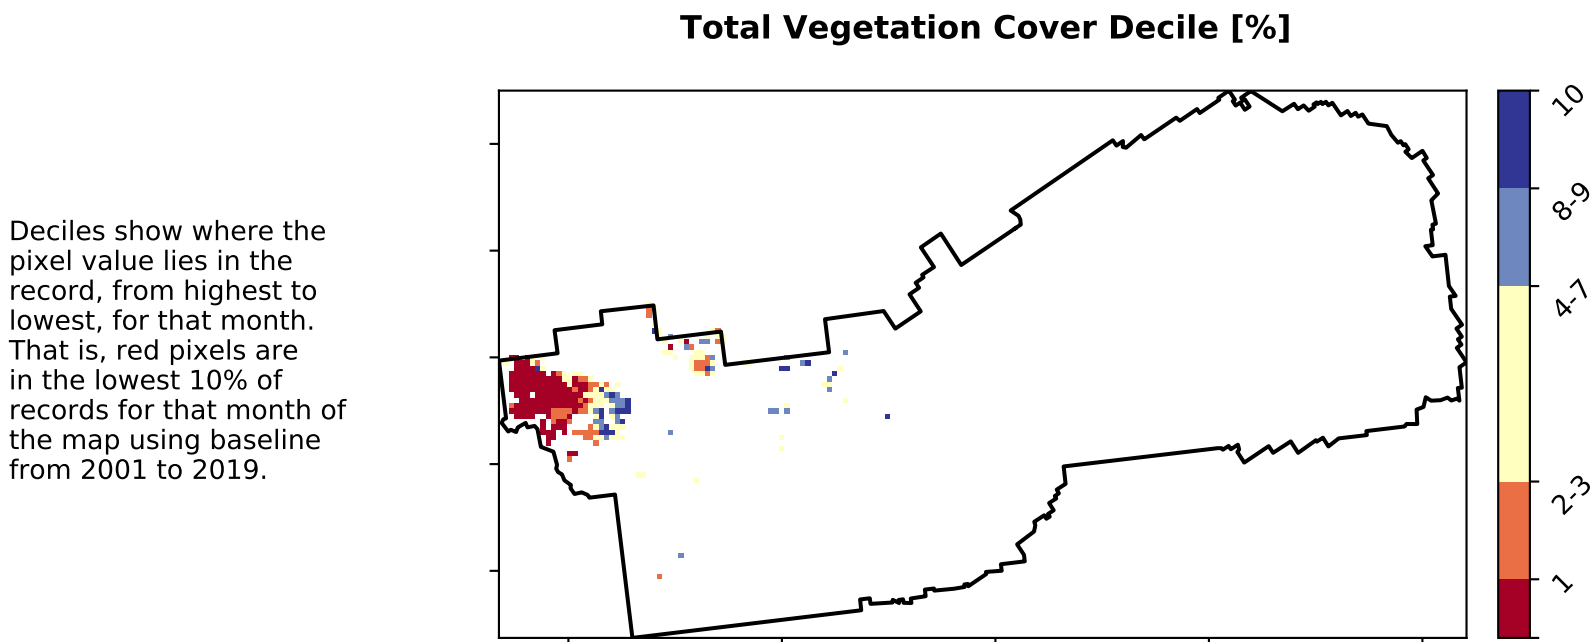 Total Vegetation Cover Decile [%]
Deciles show where the
pixel value lies in the
record, from highest to
lowest, for that month.
That is, red pixels are
in the lowest 10% of
records for that month of
the map using baseline
from 2001 to 2019.
10
8-9
4-7
2-3
1